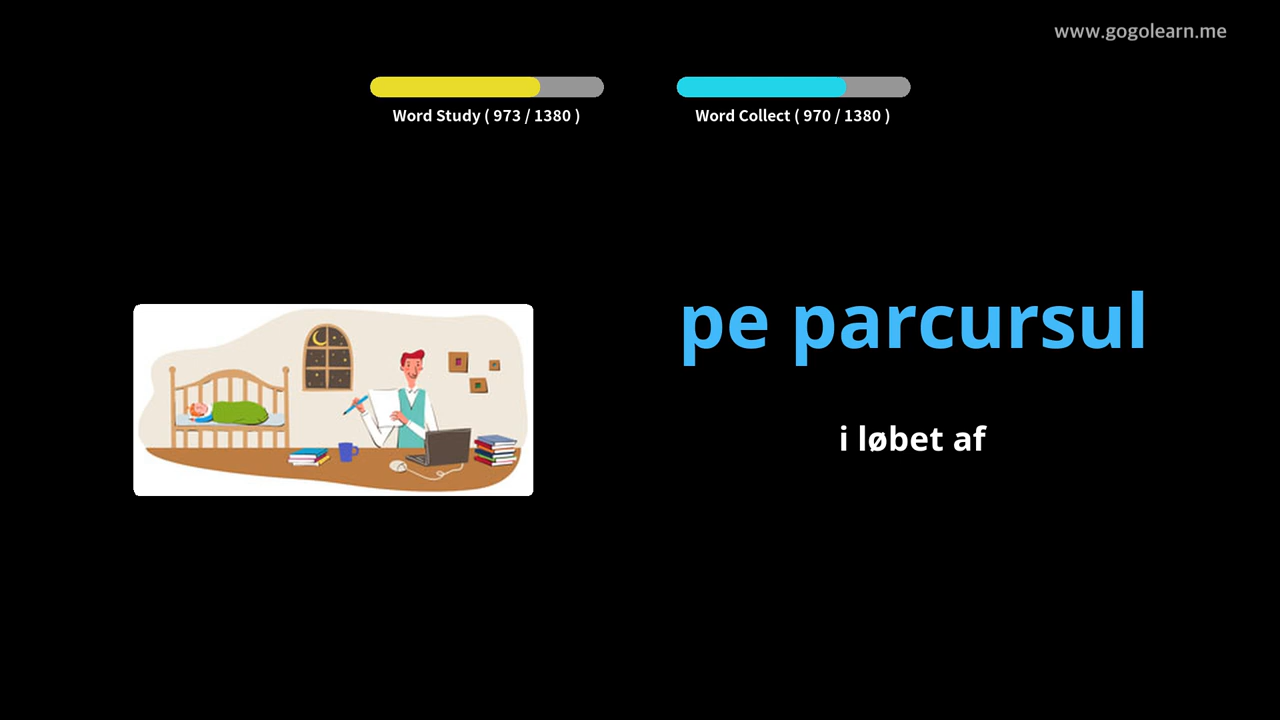 www.gogolearn.me
Word Study ( 973 / 1380 )
Word Collect ( 970 / 1380 )
pe parcursul
i løbet af